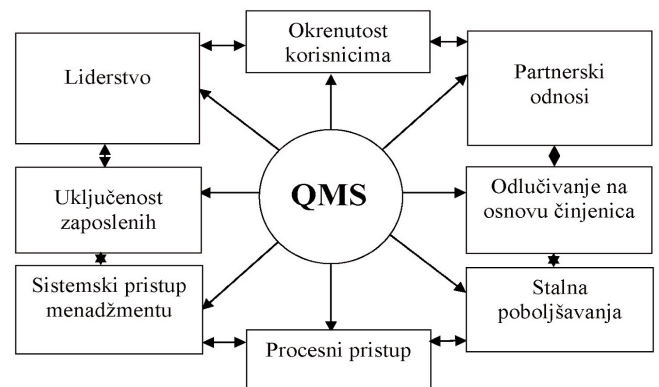 Okrenutost
korisnicima
Liderstvo
Partnerski
odnosi
QMS
Uključenost
zaposlenih
Odlučivanje na
osnovu činjenica
Sistemski pristup
menadžmentu
Stalna
poboljšavanja
Procesni pristup